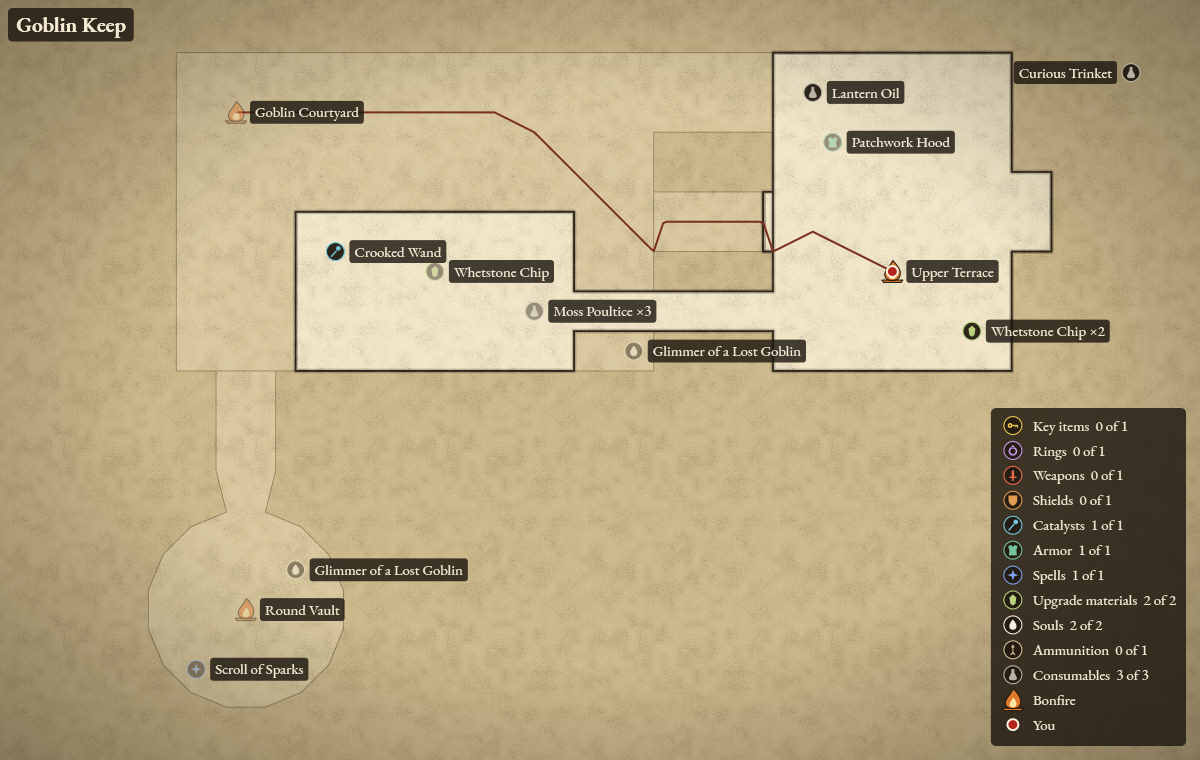 Goblin Keep
Curious Trinket
Lantern Oil
Goblin Courtyard
Patchwork Hood
Crooked Wand
Whetstone Chip
Upper Terrace
Moss Poultice ×3
Whetstone Chip ×2
Glimmer of a Lost Goblin
Key items 0 of 1
Rings 0 of 1
Weapons 0 of 1
Shields 0 of 1
Catalysts 1 of 1
Armor 1 of 1
Spells 1 of 1
Upgrade materials 2 of 2
Souls 2 of 2
Ammunition 0 of 1
Consumables 3 of 3
Bonfire
You
Glimmer of a Lost Goblin
Round Vault
Scroll of Sparks